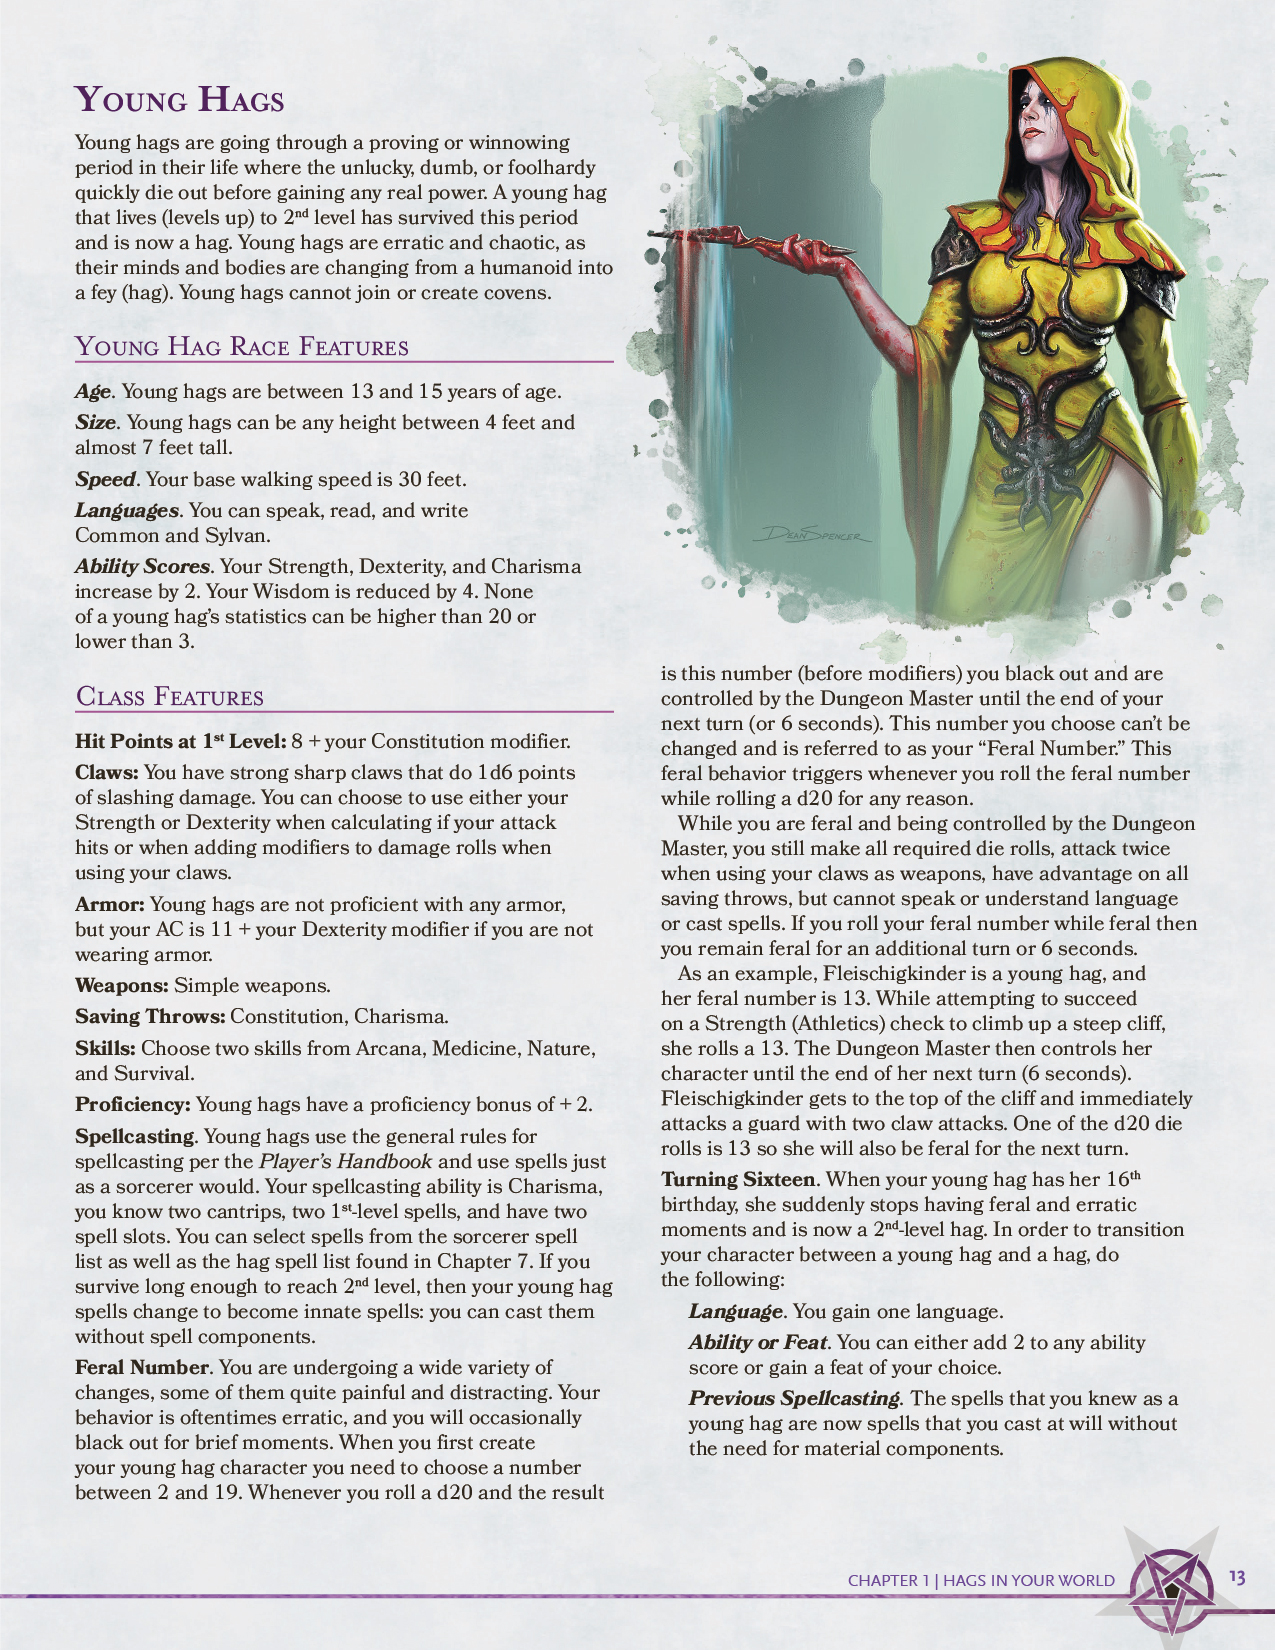 Young Hags
Young hags are going through a proving or winnowing
period in their life where the unlucky, dumb, or foolhardy
quickly die out before gaining any real power. A young hag
that lives (levels up) to 2nd level has survived this period
and is now a hag. Young hags are erratic and chaotic, as
their minds and bodies are changing from a humanoid into
a fey (hag). Young hags cannot join or create covens.
Young Hag Race Features
Age. Young hags are between 13 and 15 years of age.
Size. Young hags can be any height between 4 feet and
almost 7 feet tall.
Speed. Your base walking speed is 30 feet.
Languages. You can speak, read, and write
Common and Sylvan.
Ability Scores. Your Strength, Dexterity, and Charisma
increase by 2. Your Wisdom is reduced by 4. None
of a young hag's statistics can be higher than 20 or
lower than 3.
Class Features
Hit Points at 1st Level: 8 + your Constitution modifier.
Claws: You have strong sharp claws that do 1d6 points
of slashing damage. You can choose to use either your
Strength or Dexterity when calculating if your attack
hits or when adding modifiers to damage rolls when
using your claws.
Armor: Young hags are not proficient with any armor,
but your AC is 11 + your Dexterity modifier if you are not
wearing armor.
Weapons: Simple weapons.
Saving Throws: Constitution, Charisma.
Skills: Choose two skills from Arcana, Medicine, Nature,
and Survival.
Proficiency: Young hags have a proficiency bonus of + 2.
Spellcasting. Young hags use the general rules for
spellcasting per the Player's Handbook and use spells just
as a sorcerer would. Your spellcasting ability is Charisma,
you know two cantrips, two 1st-level spells, and have two
spell slots. You can select spells from the sorcerer spell
list as well as the hag spell list found in Chapter 7. If you
survive long enough to reach 2nd level, then your young hag
spells change to become innate spells: you can cast them
without spell components.
Feral Number. You are undergoing a wide variety of
changes, some of them quite painful and distracting. Your
behavior is oftentimes erratic, and you will occasionally
black out for brief moments. When you first create
your young hag character you need to choose a number
between 2 and 19. Whenever you roll a d20 and the result
Dean Spencer
is this number (before modifiers) you black out and are
controlled by the Dungeon Master until the end of your
next turn (or 6 seconds). This number you choose can't be
changed and is referred to as your “Feral Number.” This
feral behavior triggers whenever you roll the feral number
while rolling a d20 for any reason.
While you are feral and being controlled by the Dungeon
Master, you still make all required die rolls, attack twice
when using your claws as weapons, have advantage on all
saving throws, but cannot speak or understand language
or cast spells. If you roll your feral number while feral then
you remain feral for an additional turn or 6 seconds.
As an example, Fleischigkinder is a young hag, and
her feral number is 13. While attempting to succeed
on a Strength (Athletics) check to climb up a steep cliff,
she rolls a 13. The Dungeon Master then controls her
character until the end of her next turn (6 seconds).
Fleischigkinder gets to the top of the cliff and immediately
attacks a guard with two claw attacks. One of the d20 die
rolls is 13 so she will also be feral for the next turn.
Turning Sixteen. When your young hag has her 16th
birthday, she suddenly stops having feral and erratic
moments and is now a 2nd-level hag. In order to transition
your character between a young hag and a hag, do
the following:
Language. You gain one language.
Ability or Feat. You can either add 2 to any ability
score or gain a feat of your choice.
Previous Spellcasting. The spells that you knew as a
young hag are now spells that you cast at will without
the need for material components.
CHAPTER 1 | HAGS IN YOUR WORLD 13